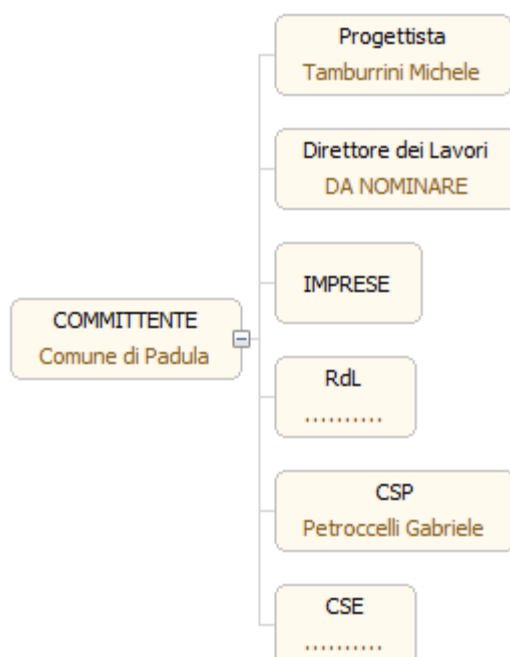 COMMITTENTE
Comune di Padula
Progettista
Tamburrini Michele
Direttore dei Lavori
DA NOMINARE
IMPRESE
RdL
..........
CSP
Petroccelli Gabriele
CSE
..........